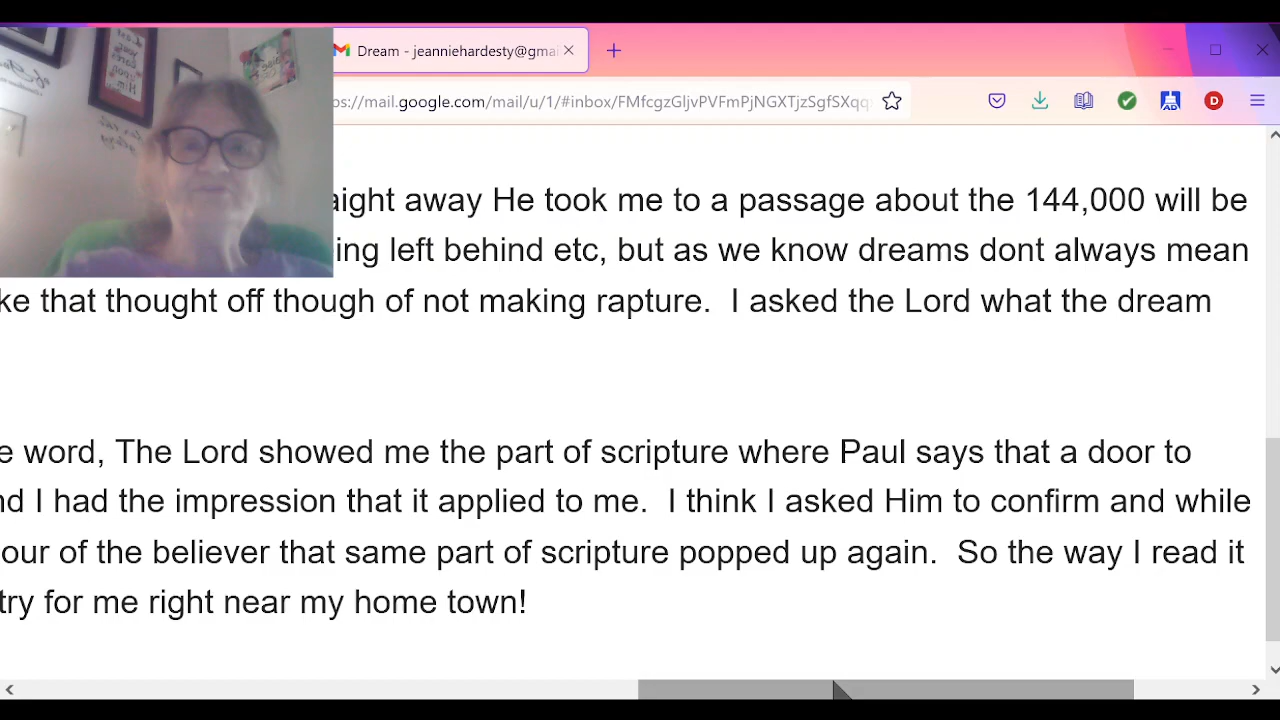 Dream - jeanniehardesty@gmai
ps://mail.google.com/mail/u/1/#inbox/FMfcgzGljvPVFmPjNGXTjzSgfSXqq
AD
D
aight away He took me to a passage about the 144,000 will be
ing left behind etc, but as we know dreams dont always mean
ke that thought off though of not making rapture. I asked the Lord what the dream
e word, The Lord showed me the part of scripture where Paul says that a door to
nd I had the impression that it applied to me. I think I asked Him to confirm and while
our of the believer that same part of scripture popped up again. So the way I read it
try for me right near my home town!